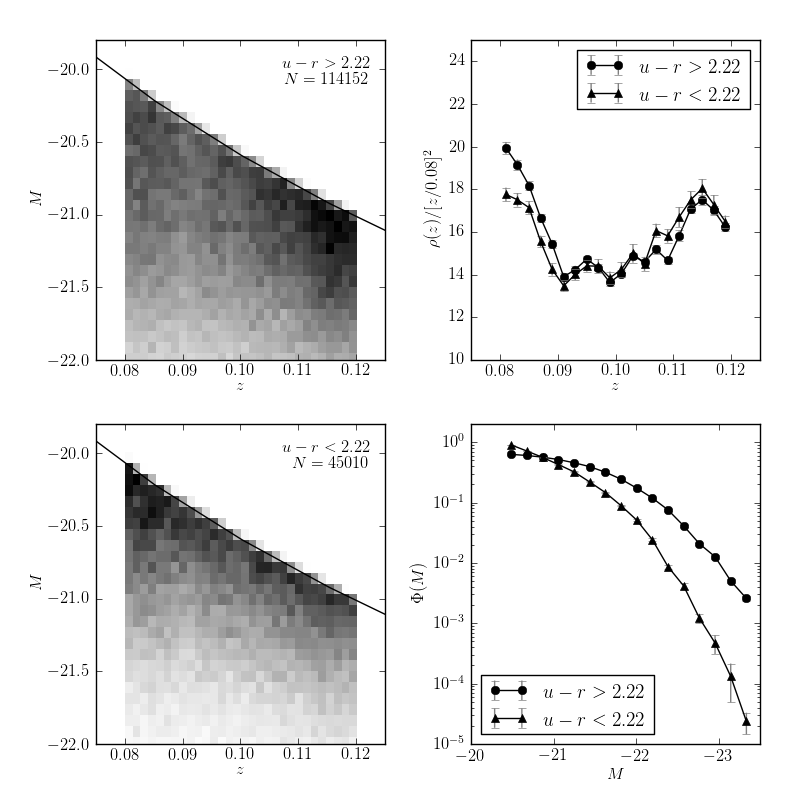 u − r > 2.22
N = 114152
−20.0
−20.5
−21.0
−21.5
−22.0
M
0.08 0.09 0.10 0.11 0.12
z
24
22
20
18
16
14
12
10
ρ(z)/[z/0.08]²
u − r > 2.22
u − r < 2.22
0.08 0.09 0.10 0.11 0.12
z
u − r < 2.22
N = 45010
−20.0
−20.5
−21.0
−21.5
−22.0
M
0.08 0.09 0.10 0.11 0.12
z
10⁰
10⁻¹
10⁻²
10⁻³
10⁻⁴
10⁻⁵
Φ(M)
u − r > 2.22
u − r < 2.22
−20 −21 −22 −23
M